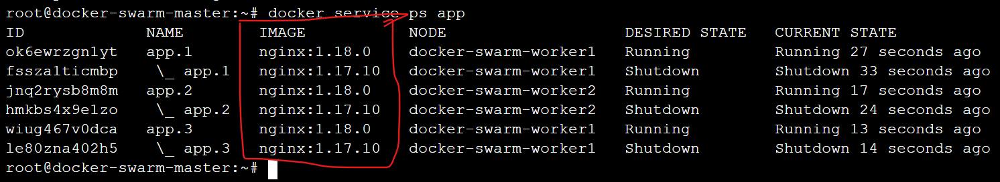 root@docker-swarm-master:~# docker service ps app
ID NAME IMAGE NODE DESIRED STATE CURRENT STATE
ok6ewrzgn1yt app.1 nginx:1.18.0 docker-swarm-worker1 Running Running 27 seconds ago
fssza1ticmbp \_ app.1 nginx:1.17.10 docker-swarm-worker1 Shutdown Shutdown 33 seconds ago
jnq2rysb8m8m app.2 nginx:1.18.0 docker-swarm-worker2 Running Running 17 seconds ago
hmkbs4x9e1zo \_ app.2 nginx:1.17.10 docker-swarm-worker2 Shutdown Shutdown 24 seconds ago
wiug467v0dca app.3 nginx:1.18.0 docker-swarm-worker1 Running Running 13 seconds ago
le80zna402h5 \_ app.3 nginx:1.17.10 docker-swarm-worker1 Shutdown Shutdown 14 seconds ago
root@docker-swarm-master:~#